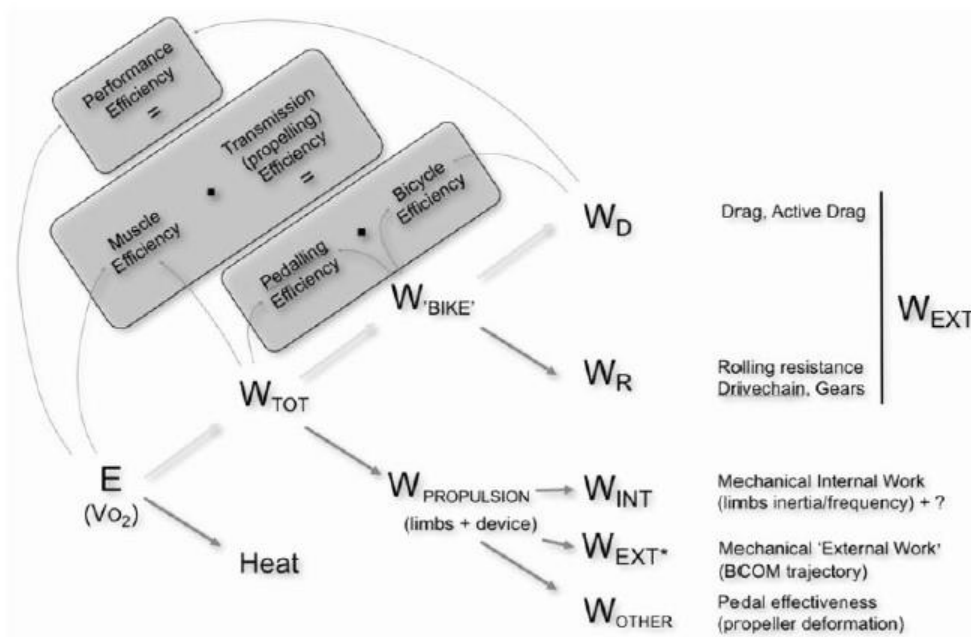 Performance
Efficiency
=
Transmission
(propelling)
Efficiency
=
▪
Muscle
Efficiency
Bicycle
Efficiency
▪
Pedalling
Efficiency
W_D
Drag, Active Drag
W_'BIKE'
W_EXT
W_R
Rolling resistance
Drivechain, Gears
W_TOT
E
(VO₂)
W_PROPULSION
(limbs + device)
W_INT
Mechanical Internal Work
(limbs inertia/frequency) + ?
Heat
W_EXT*
Mechanical 'External Work'
(BCOM trajectory)
W_OTHER
Pedal effectiveness
(propeller deformation)